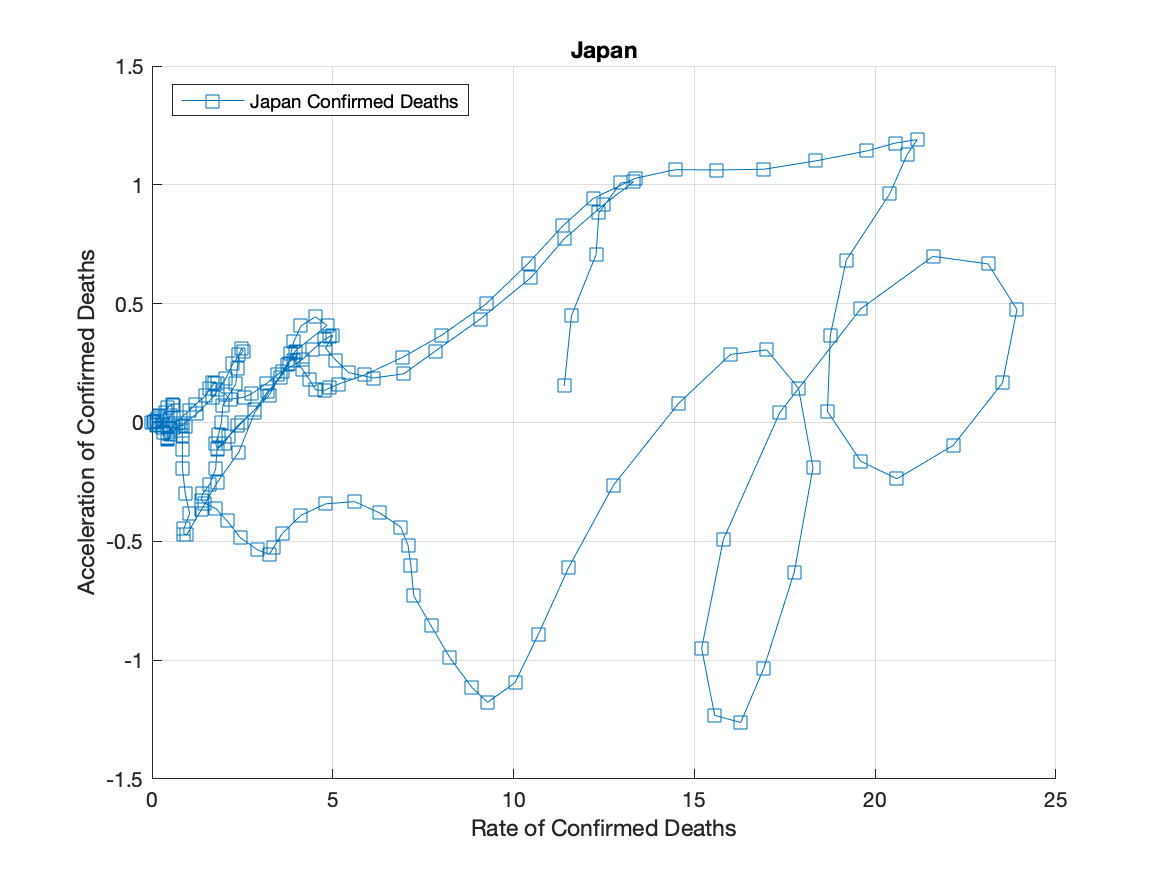 Japan
1.5
Japan Confirmed Deaths
1
0.5
0
-0.5
-1
-1.5
Acceleration of Confirmed Deaths
0 5 10 15 20 25
Rate of Confirmed Deaths